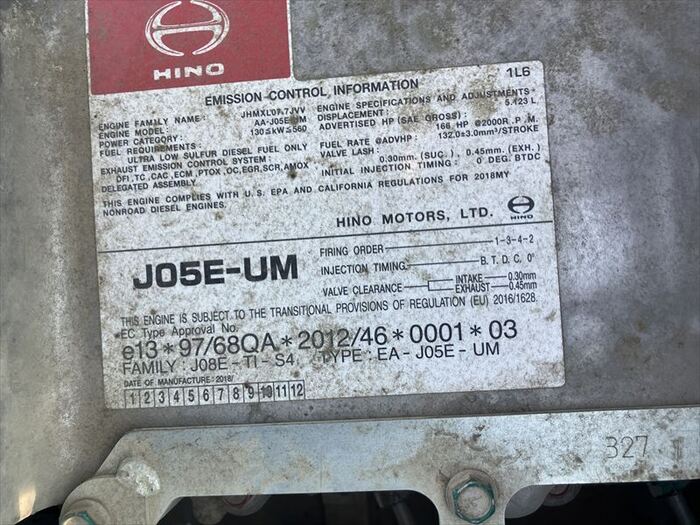 HINO
EMISSION CONTROL INFORMATION
1L6
ENGINE FAMILY NAME : JHMXL07.7JVV
ENGINE MODEL : AA-J05E-UM
POWER CATEGORY: 130≤kW≤560
FUEL REQUIREMENTS :
ULTRA LOW SULFUR DIESEL FUEL ONLY
EXHAUST EMISSION CONTROL SYSTEM :
DFI,TC,CAC,ECM,PTOX,OC,EGR,SCR,AMOX
DELEGATED ASSEMBLY.
ENGINE SPECIFICATIONS AND ADJUSTMENTS
DISPLACEMENT : 5.123 L
ADVERTISED HP(SAE GROSS) :
166 HP @2000R.P.M.
FUEL RATE @ADVHP : 132.0±3.0mm³/STROKE
VALVE LASH :
0.30mm (SUC.), 0.45mm(EXH.)
INITIAL INJECTION TIMING : 0 DEG. BTDC
THIS ENGINE COMPLIES WITH U.S. EPA AND CALIFORNIA REGULATIONS FOR 2018MY
NONROAD DIESEL ENGINES.
HINO MOTORS, LTD.
HINO
J05E-UM
FIRING ORDER 1-3-4-2
INJECTION TIMING B.T.D.C. 0°
VALVE CLEARANCE INTAKE 0.30mm
EXHAUST 0.45mm
THIS ENGINE IS SUBJECT TO THE TRANSITIONAL PROVISIONS OF REGULATION (EU) 2016/1628.
EC Type Approval No.
e13*97/68QA*2012/46*0001*03
FAMILY : J08E-TI-S4, TYPE: EA-J05E-UM
DATE OF MANUFACTURE : 2018/
1 2 3 4 5 6 7 8 9 10 11 12
327